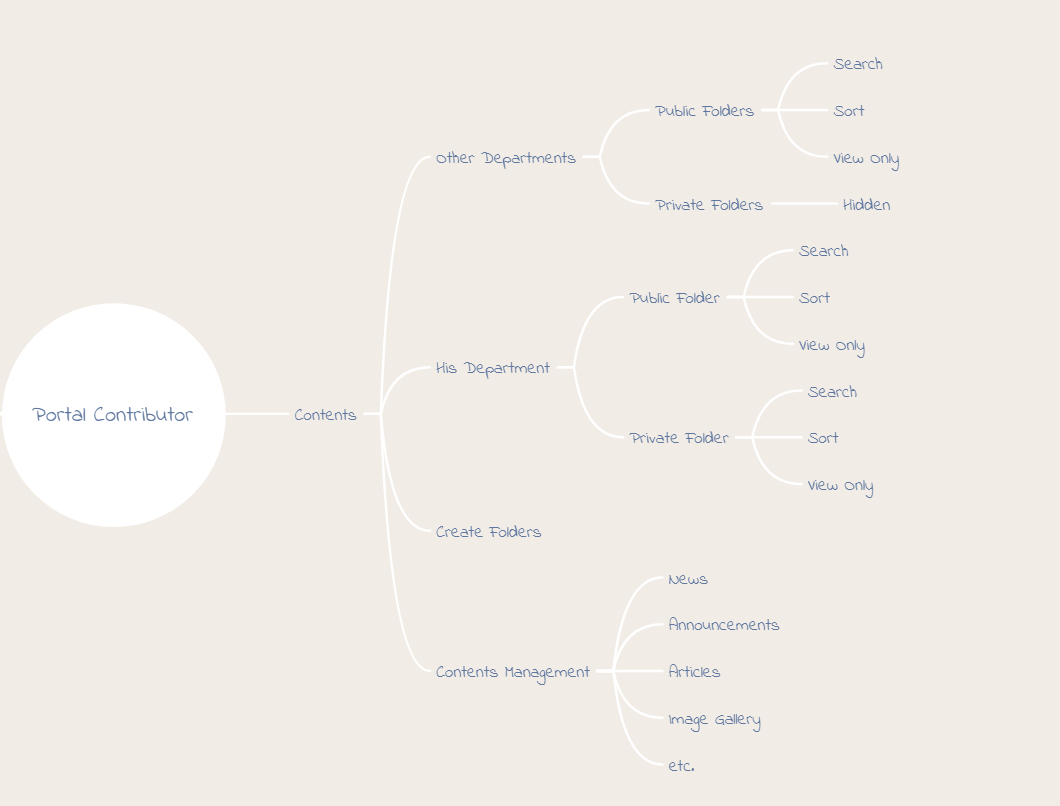 Portal Contributor
Contents
Other Departments
Public Folders
Search
Sort
View Only
Private Folders
Hidden
His Department
Public Folder
Search
Sort
View Only
Private Folder
Search
Sort
View Only
Create Folders
Contents Management
News
Announcements
Articles
Image Gallery
etc.